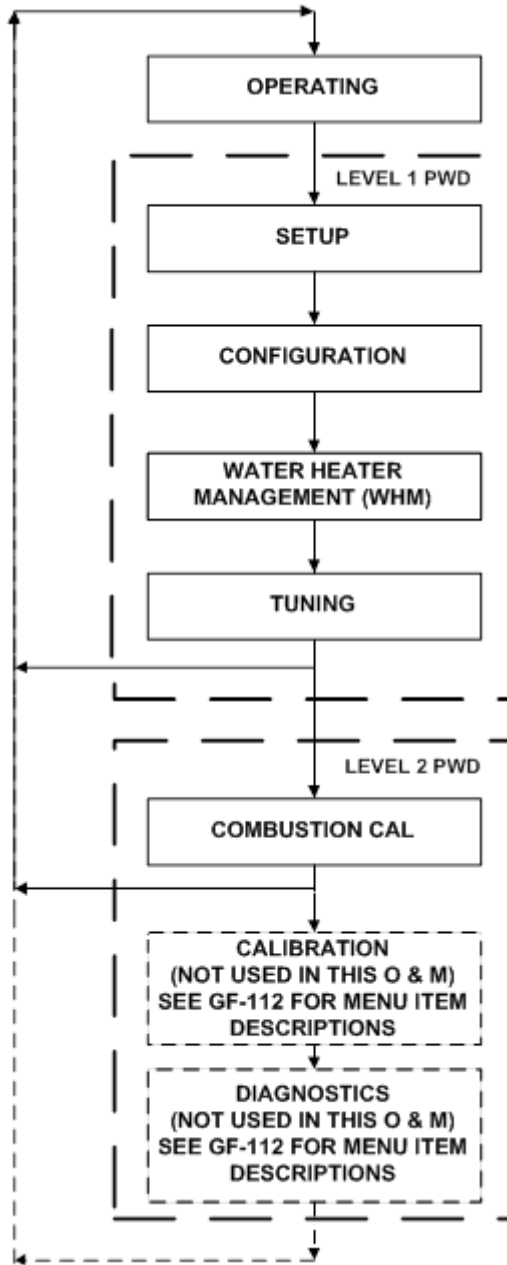 OPERATING
LEVEL 1 PWD
SETUP
CONFIGURATION
WATER HEATER
MANAGEMENT (WHM)
TUNING
LEVEL 2 PWD
COMBUSTION CAL
CALIBRATION
(NOT USED IN THIS O & M)
SEE GF-112 FOR MENU ITEM
DESCRIPTIONS
DIAGNOSTICS
(NOT USED IN THIS O & M)
SEE GF-112 FOR MENU ITEM
DESCRIPTIONS